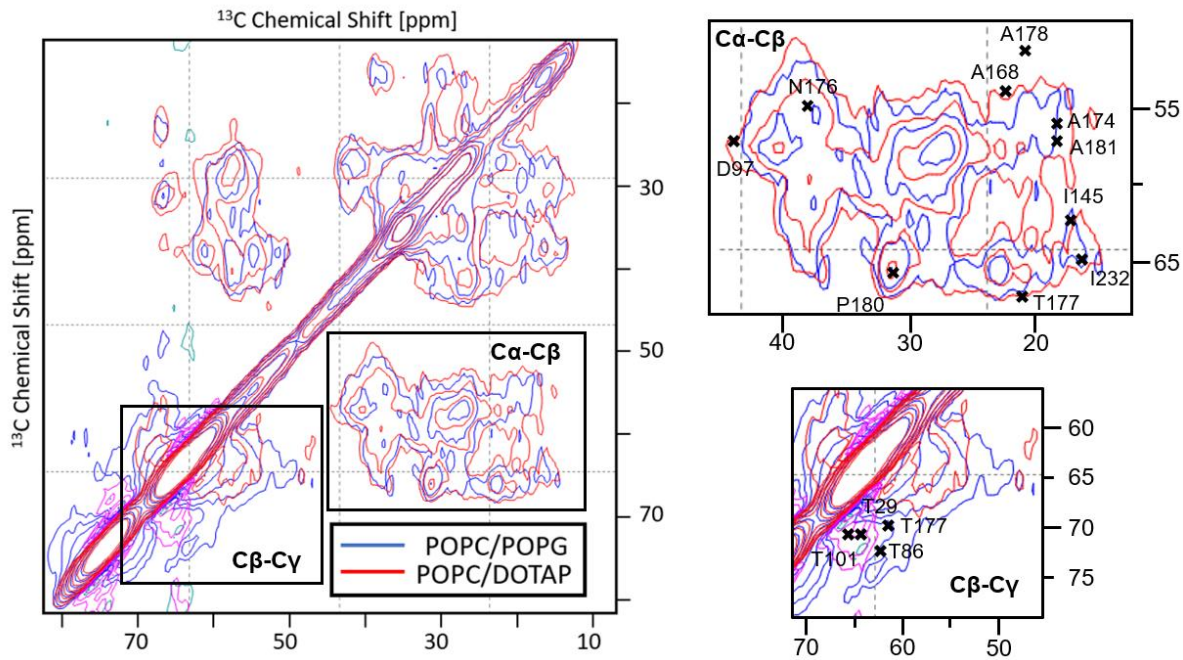 ¹³C Chemical Shift [ppm]
¹³C Chemical Shift [ppm]
30
50
70
70
50
30
10
Cα-Cβ
Cβ-Cγ
POPC/POPG
POPC/DOTAP
Cα-Cβ
A178
A168
N176
A174
A181
D97
I145
I232
P180
T177
55
65
40
30
20
T29
T177
T101
T86
Cβ-Cγ
60
65
70
75
70
60
50